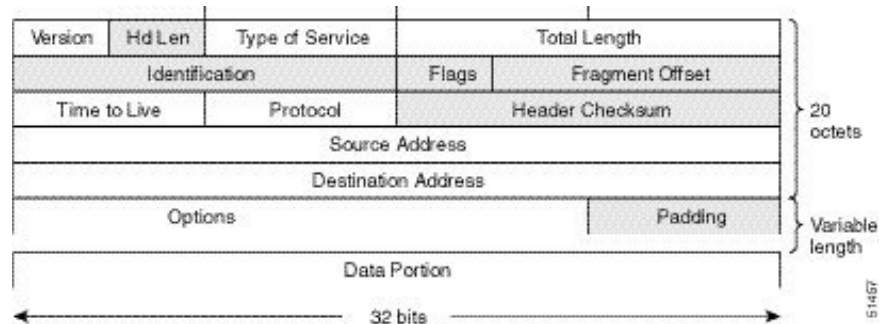 Version Hd Len Type of Service Total Length
Identification Flags Fragment Offset
Time to Live Protocol Header Checksum
20
octets
Source Address
Destination Address
Options Padding
Variable
length
Data Portion
32 bits
51457